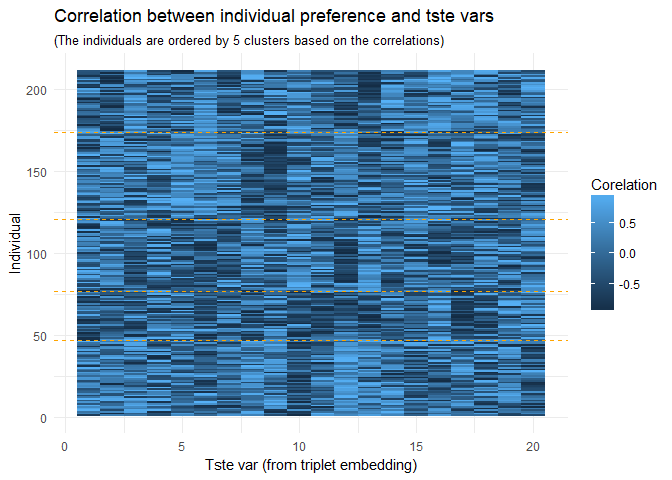 Correlation between individual preference and tste vars
(The individuals are ordered by 5 clusters based on the correlations)
200
150
100
50
0
Individual
0 5 10 15 20
Tste var (from triplet embedding)
Corelation
0.5
0.0
-0.5